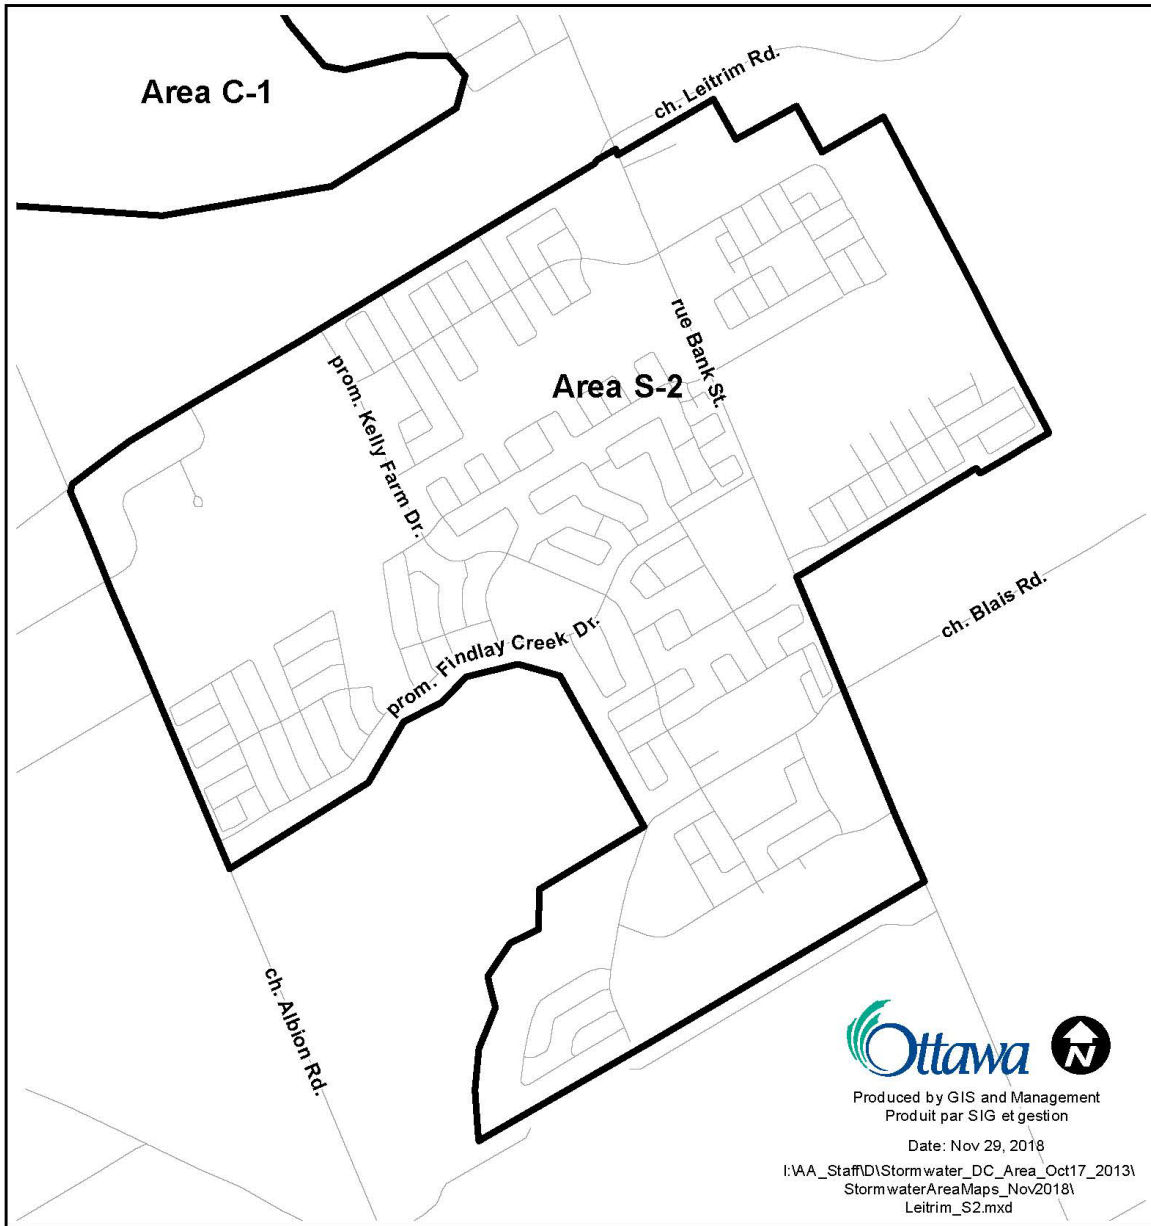 Area C-1
ch. Leitrim Rd.
rue Bank St.
prom. Kelly Farm Dr.
Area S-2
ch. Blais Rd.
prom. Findlay Creek Dr.
ch. Albion Rd.
Ottawa
N
Produced by GIS and Management
Produit par SIG et gestion
Date: Nov 29, 2018
I:\AA_Staff\D\Stormwater_DC_Area_Oct17_2013\
StormwaterAreaMaps_Nov2018\
Leitrim_S2.mxd